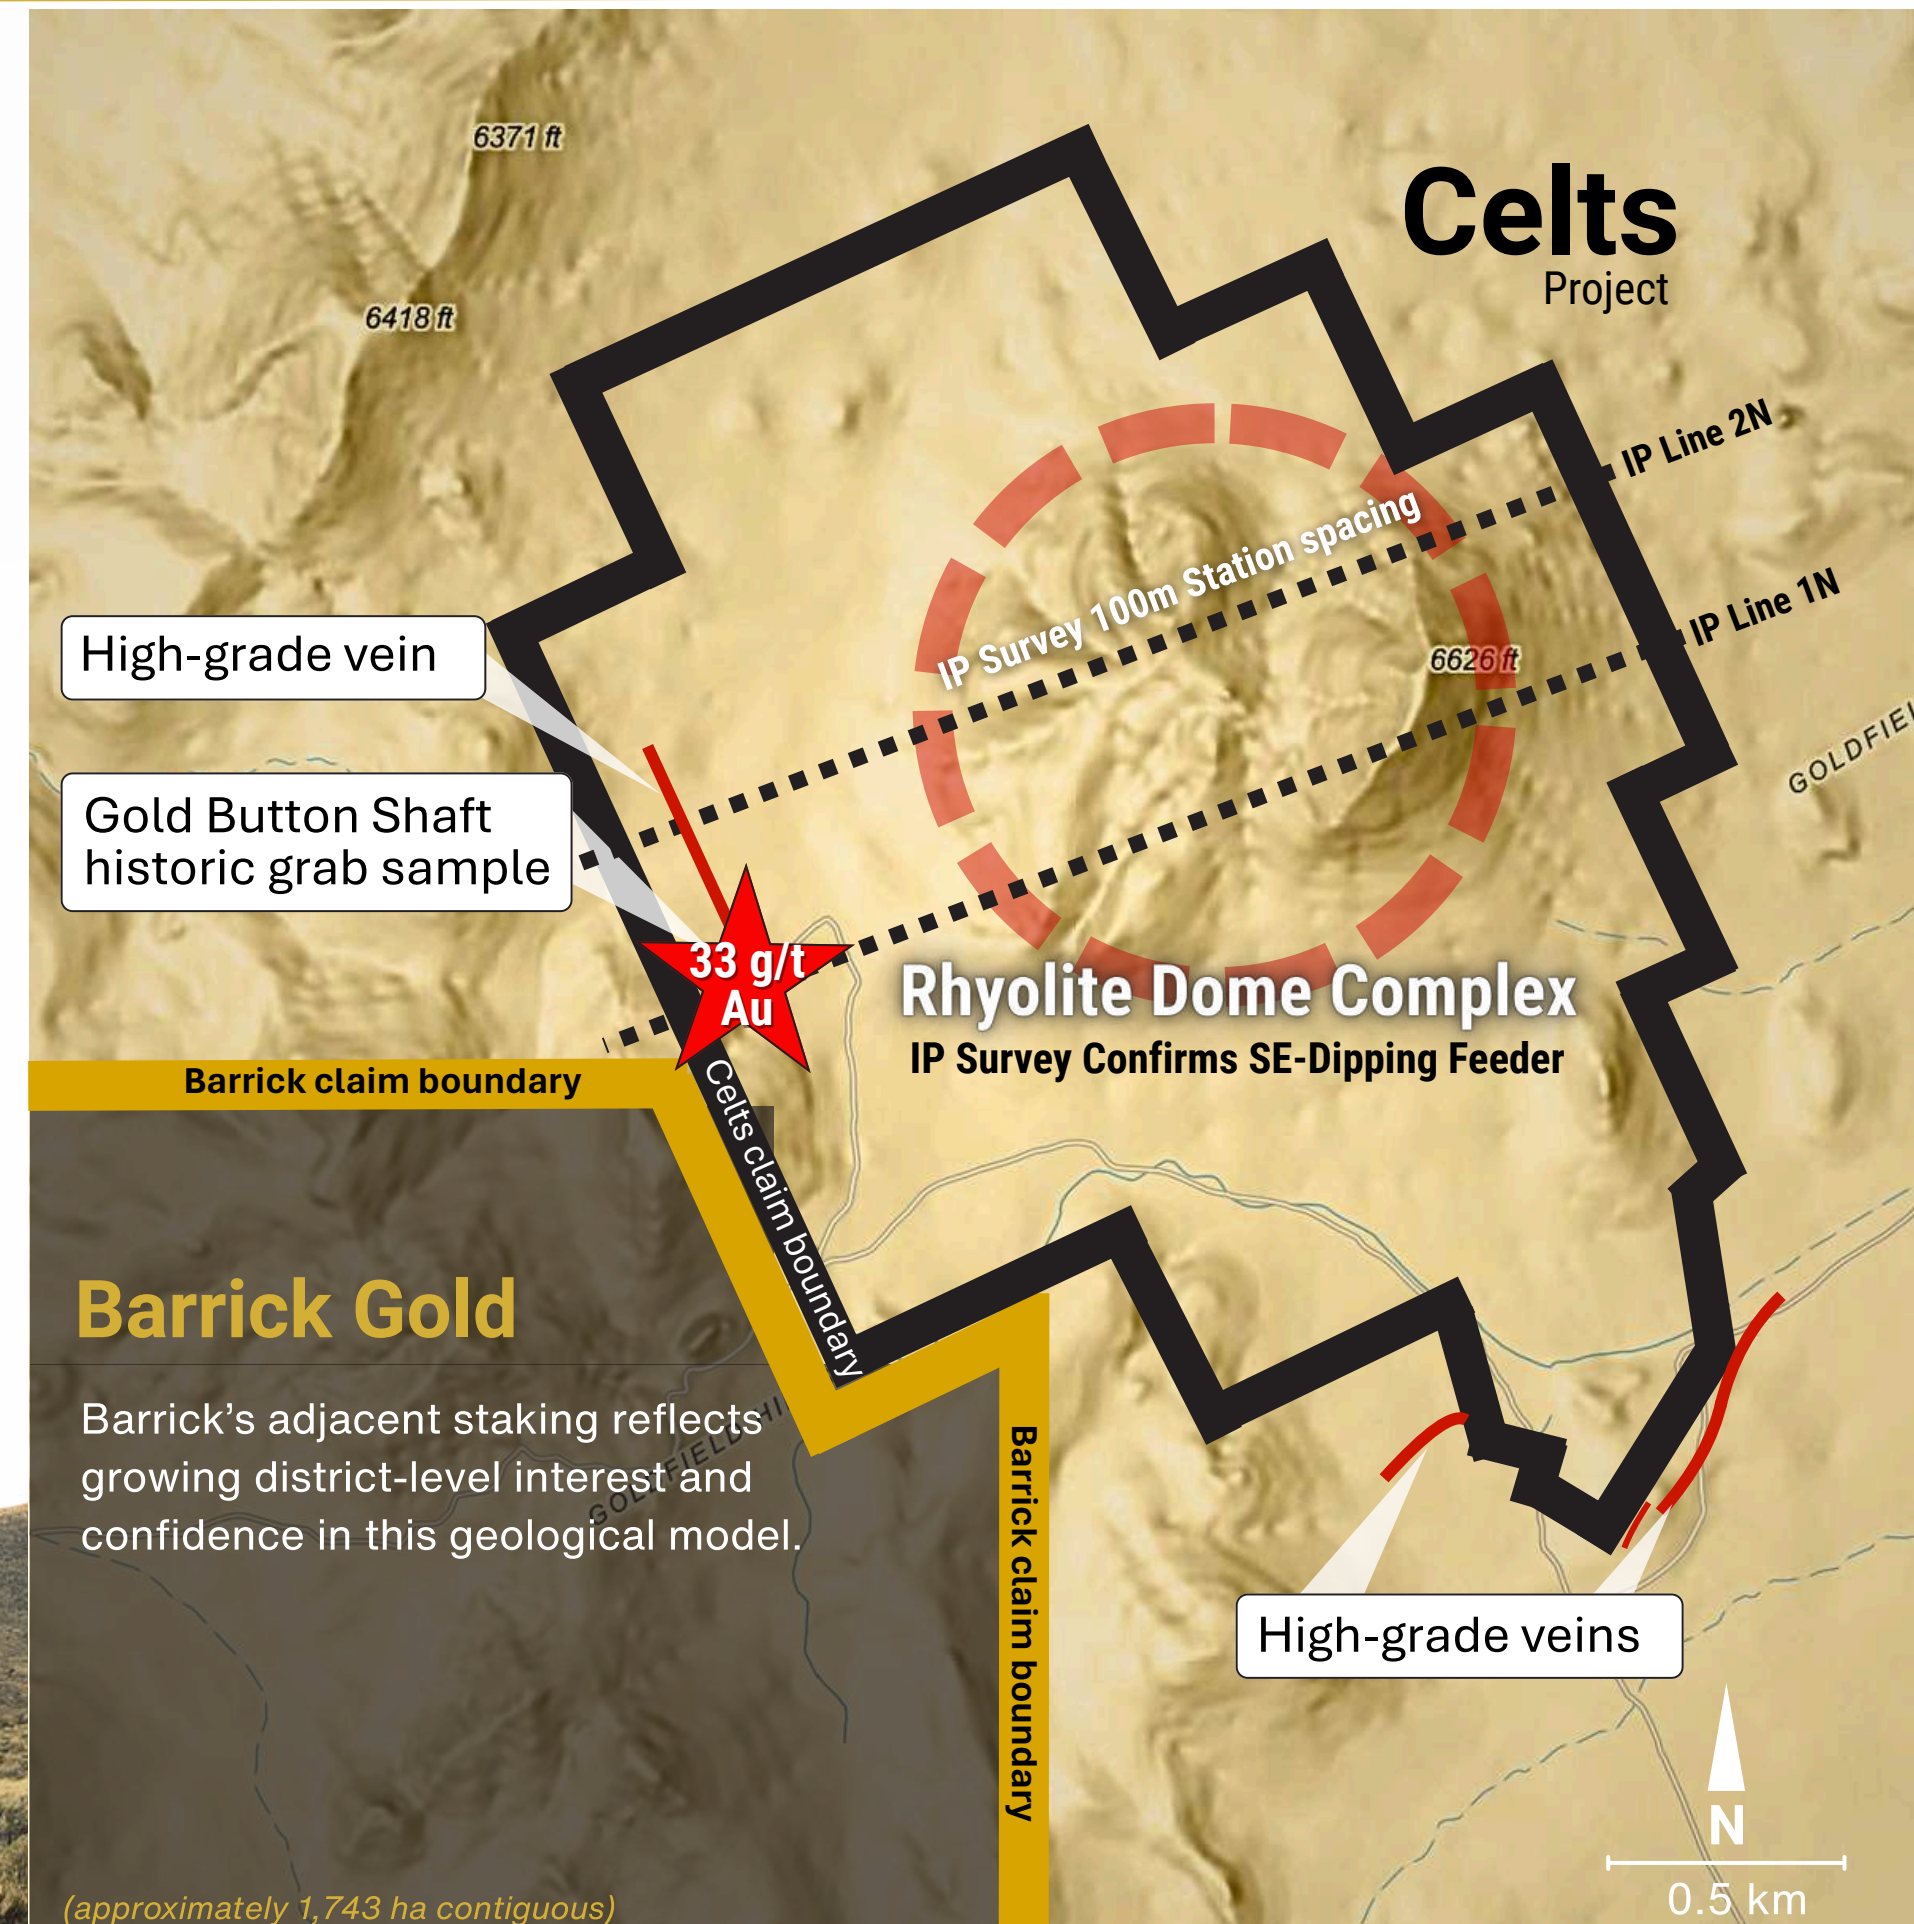 6371 ft
Celts
Project
6418 ft
IP Line 2N
IP Survey 100m Station spacing
IP Line 1N
High-grade vein
6626 ft
Gold Button Shaft
historic grab sample
33 g/t
Au
Rhyolite Dome Complex
IP Survey Confirms SE-Dipping Feeder
Barrick claim boundary
Celts claim boundary
Barrick Gold
Barrick’s adjacent staking reflects
growing district-level interest and
confidence in this geological model.
Barrick claim boundary
High-grade veins
N
0.5 km
(approximately 1,743 ha contiguous)